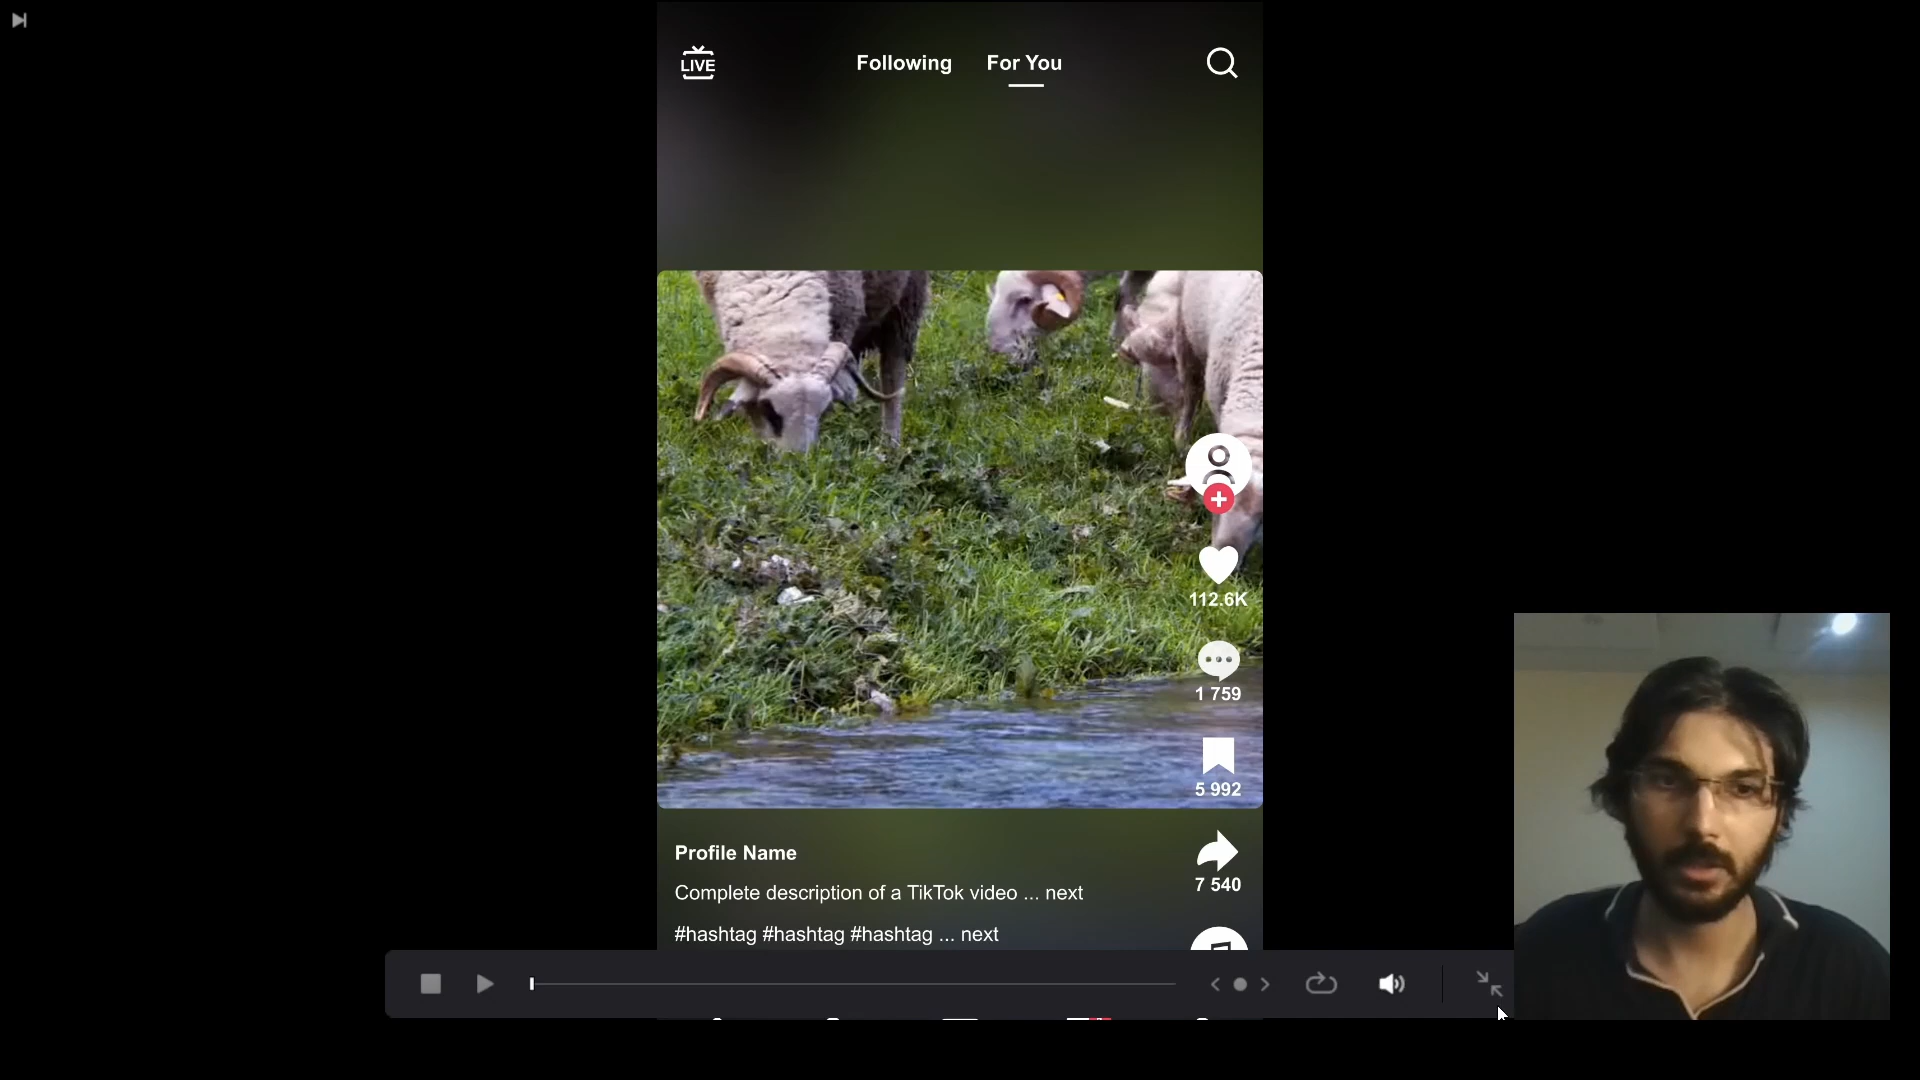 LIVE
Following
For You
112.6K
1 759
5 992
7 540
Profile Name
Complete description of a TikTok video ... next
#hashtag #hashtag #hashtag ... next